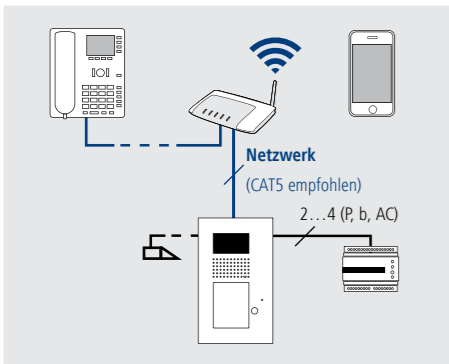 Netzwerk
(CAT5 empfohlen)
2...4 (P, b, AC)